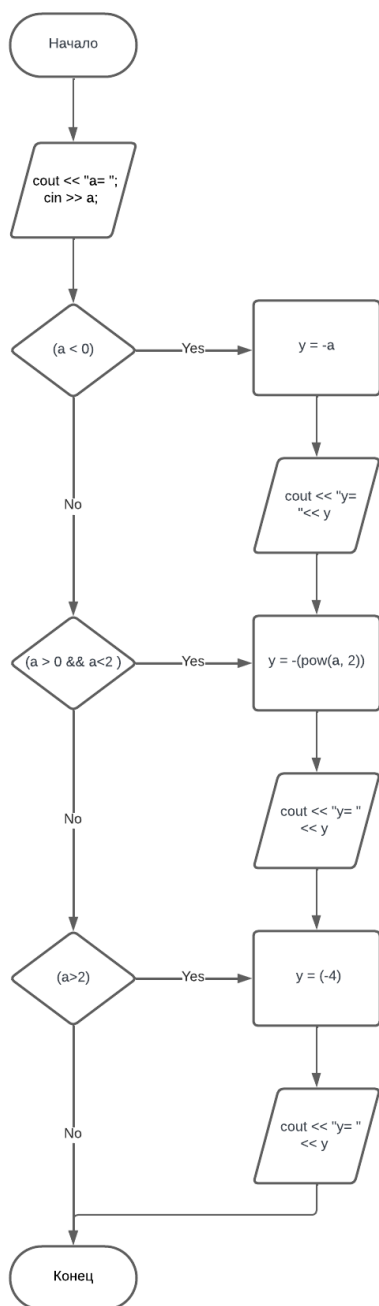 Начало
cout << "a= ";
cin >> a;
(a < 0)
Yes
y = -a
cout << "y=
"<< y
No
(a > 0 && a<2 )
Yes
y = -(pow(a, 2))
cout << "y= "
<< y
No
(a>2)
Yes
y = (-4)
cout << "y= "
<< y
No
Конец